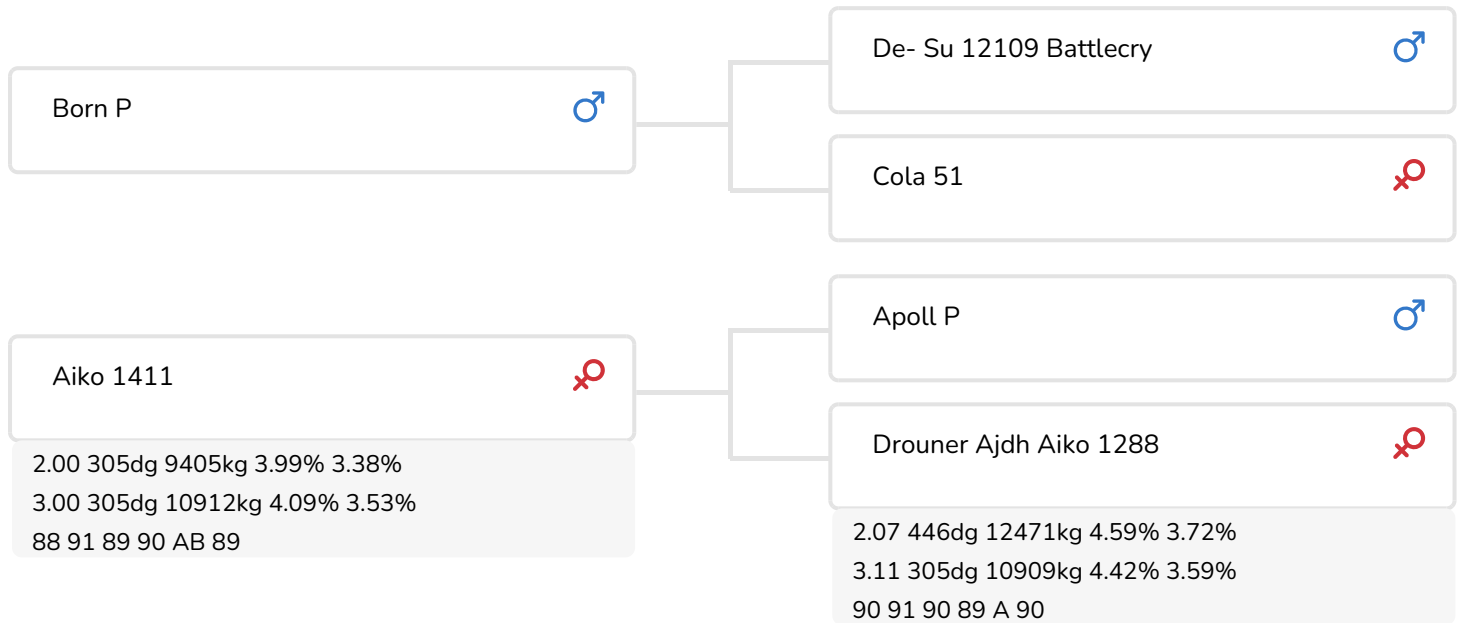 De- Su 12109 Battlecry
Born P
Cola 51
Apoll P
Aiko 1411
Drouner Ajdh Aiko 1288
2.00 305dg 9405kg 3.99% 3.38%
3.00 305dg 10912kg 4.09% 3.53%
88 91 89 90 AB 89
2.07 446dg 12471kg 4.59% 3.72%
3.11 305dg 10909kg 4.42% 3.59%
90 91 90 89 A 90